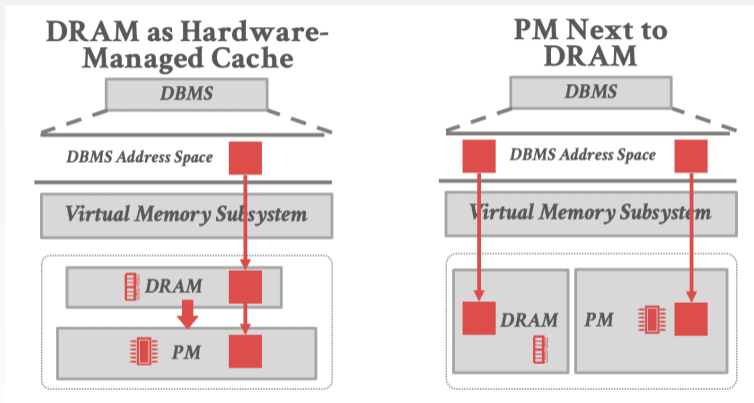 DRAM as Hardware-
Managed Cache
DBMS
DBMS Address Space
Virtual Memory Subsystem
DRAM
PM
PM Next to
DRAM
DBMS
DBMS Address Space
Virtual Memory Subsystem
DRAM
PM